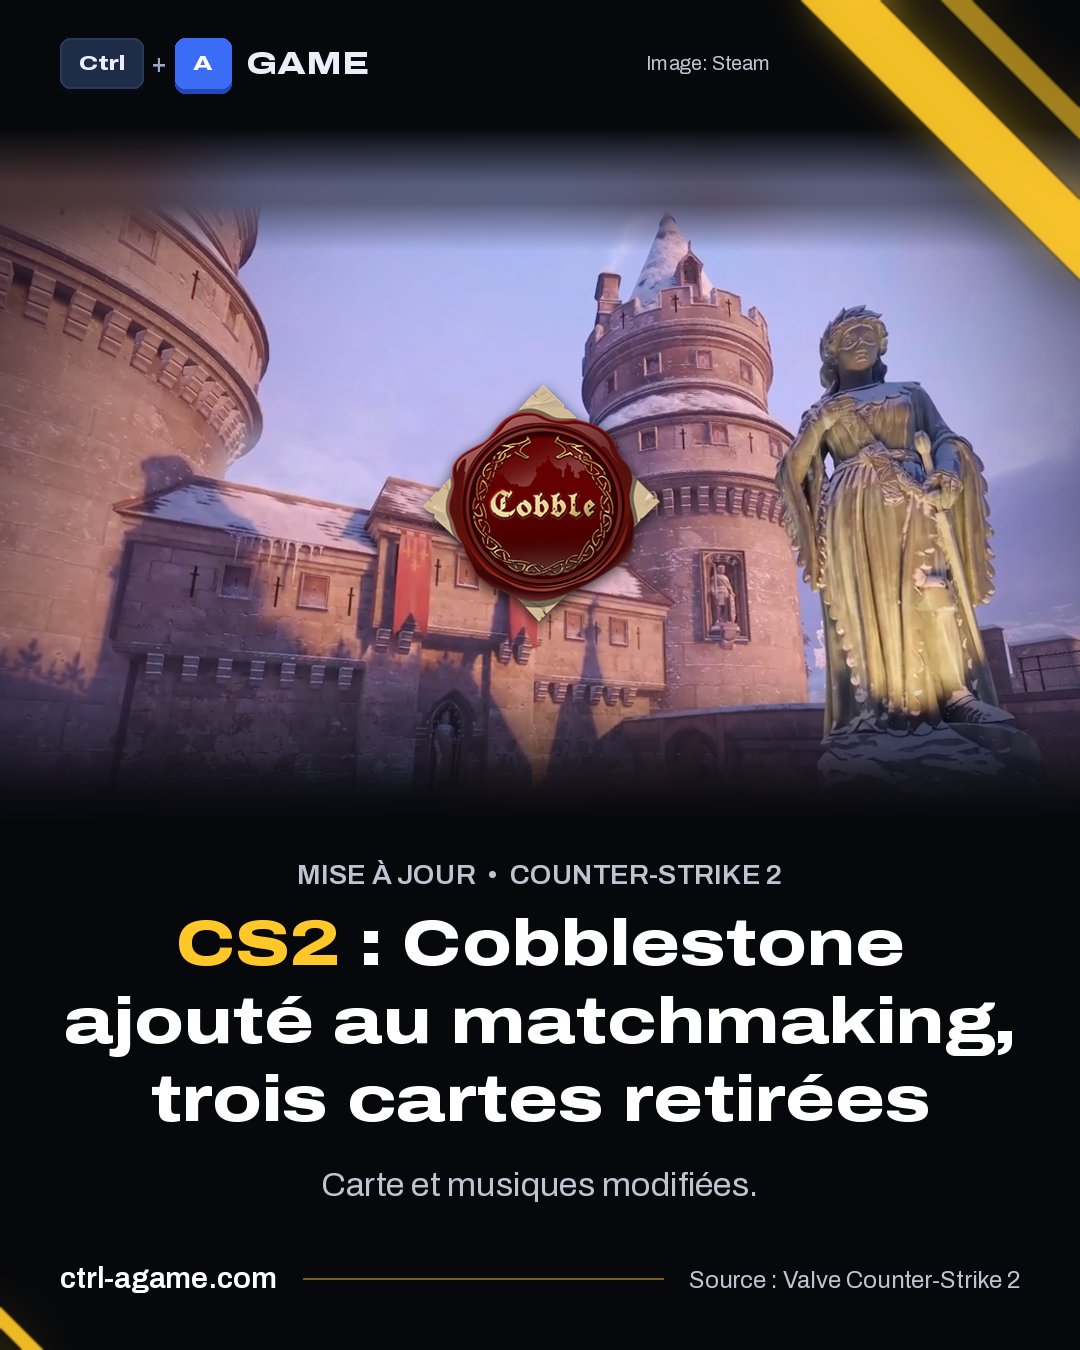 Ctrl + A GAME
Image: Steam
Cobble
MISE À JOUR • COUNTER-STRIKE 2
CS2 : Cobblestone
ajouté au matchmaking,
trois cartes retirées
Carte et musiques modifiées.
ctrl-agame.com
Source : Valve Counter-Strike 2